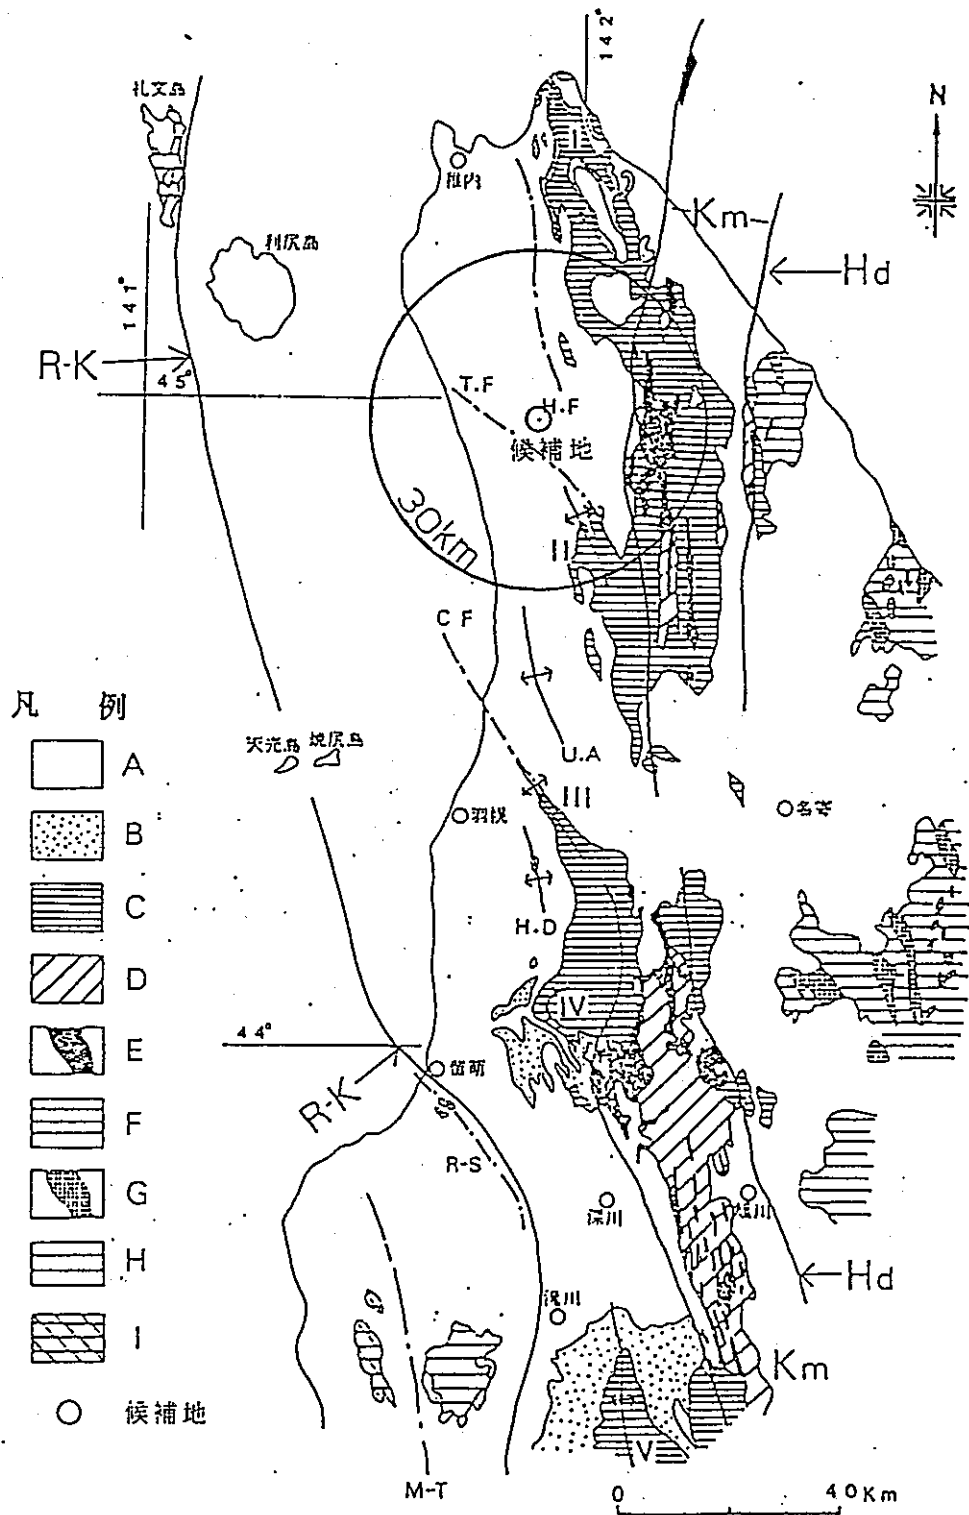 142°
礼文島
N
稚内
I
Km
利尻島
Hd
141°
R-K
45°
T.F
H.F
候補地
30km
II
C F
凡 例
天売島 焼尻島
U.A
A
III
羽幌
名寄
B
C
H.D
D
IV
44°
E
留萌
R-K
F
R-S
深川
旭川
G
Hd
H
滝川
I
Km
候補地
V
M-T
0 40Km